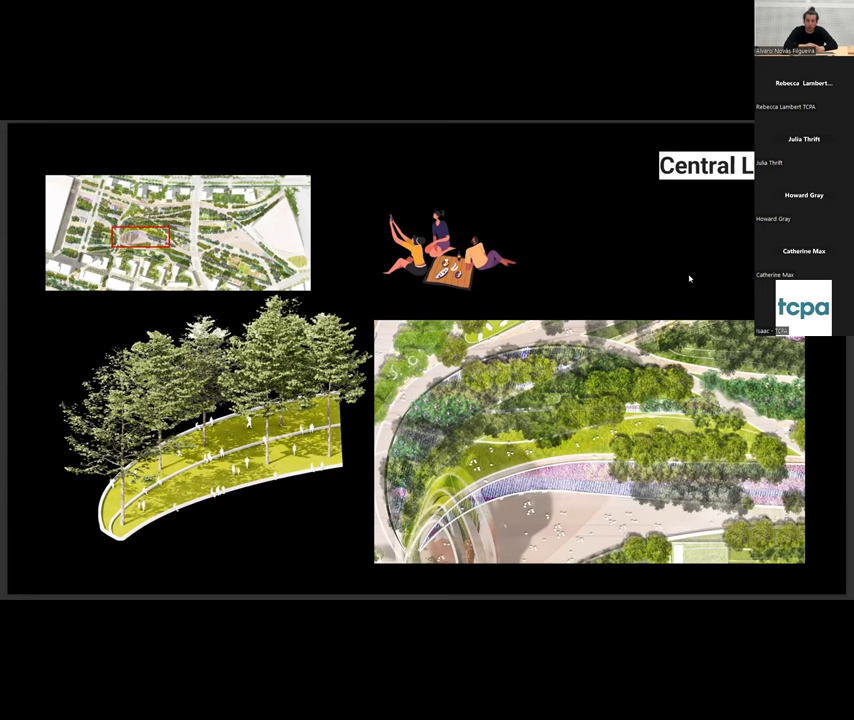 Central L
Alvaro Novás Filgueira
Rebecca Lambert...
Rebecca Lambert TCPA
Julia Thrift
Julia Thrift
Howard Gray
Howard Gray
Catherine Max
Catherine Max
tcpa
Isaac - TCPA